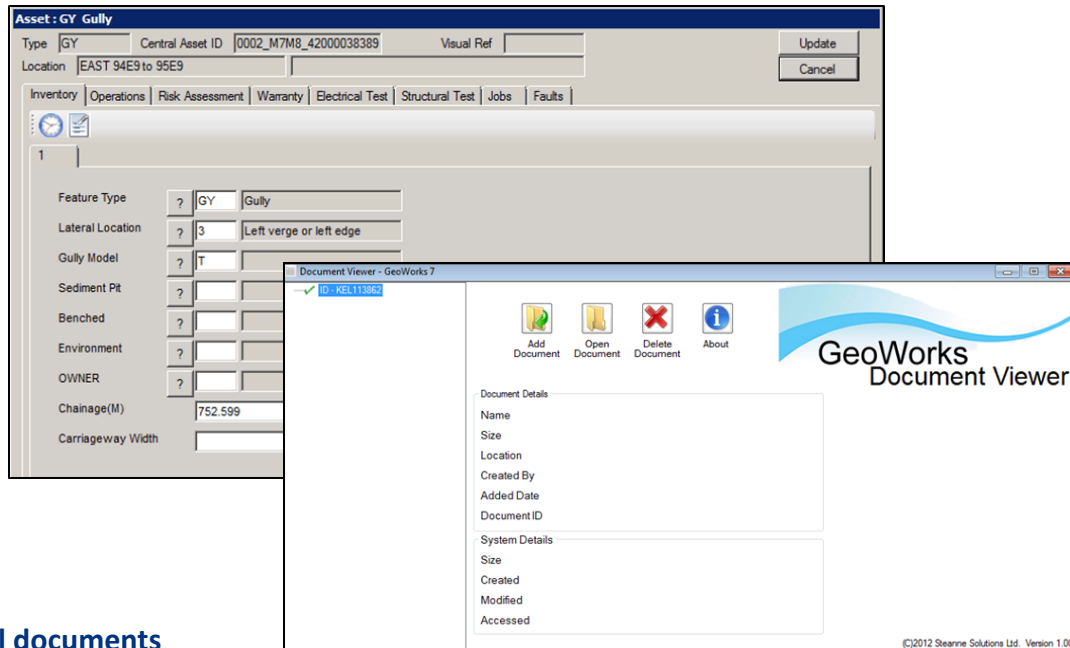 Asset : GY Gully
Type GY Central Asset ID 0002_M7M8_42000038389 Visual Ref Update
Location EAST 94E9 to 95E9 Cancel
Inventory Operations Risk Assessment Warranty Electrical Test Structural Test Jobs Faults
1
Feature Type ? GY Gully
Lateral Location ? 3 Left verge or left edge
Gully Model ? T
Sediment Pit ?
Benched ?
Environment ?
OWNER ?
Chainage(M) 752.599
Carriageway Width
Document Viewer - GeoWorks 7
ID - KEL113862
Add Document
Open Document
Delete Document
About
GeoWorks
Document Viewer
Document Details
Name
Size
Location
Created By
Added Date
Document ID
System Details
Size
Created
Modified
Accessed
(C)2012 Steanne Solutions Ltd. Version 1.00
documents